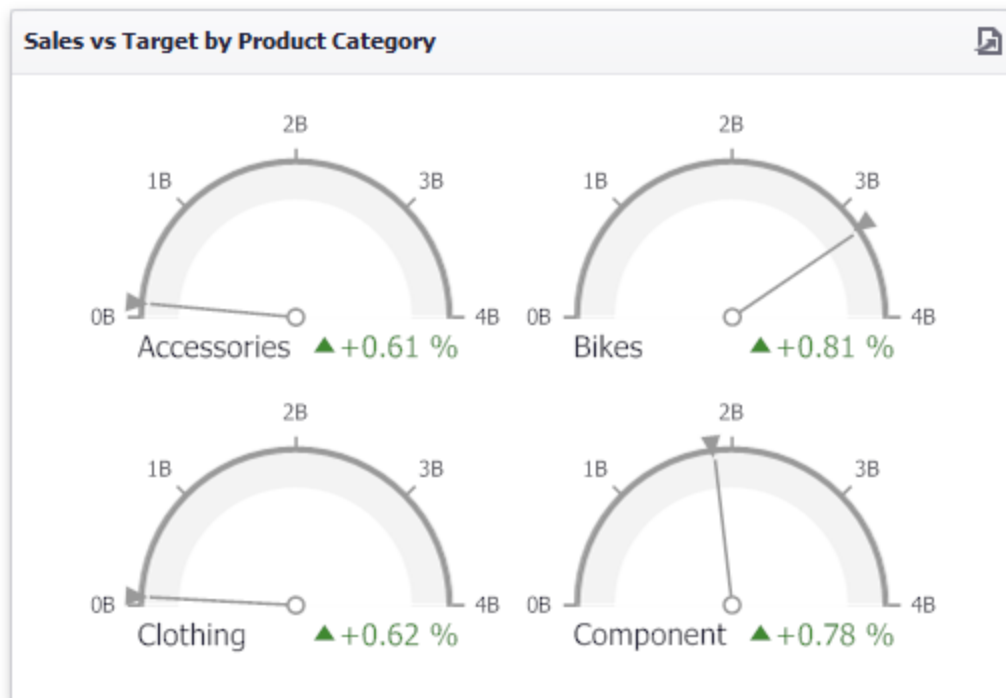 Sales vs Target by Product Category
2B 2B
1B 3B 1B 3B
0B 4B 0B 4B
Accessories ▲+0.61 % Bikes ▲+0.81 %
2B 2B
1B 3B 1B 3B
0B 4B 0B 4B
Clothing ▲+0.62 % Component ▲+0.78 %